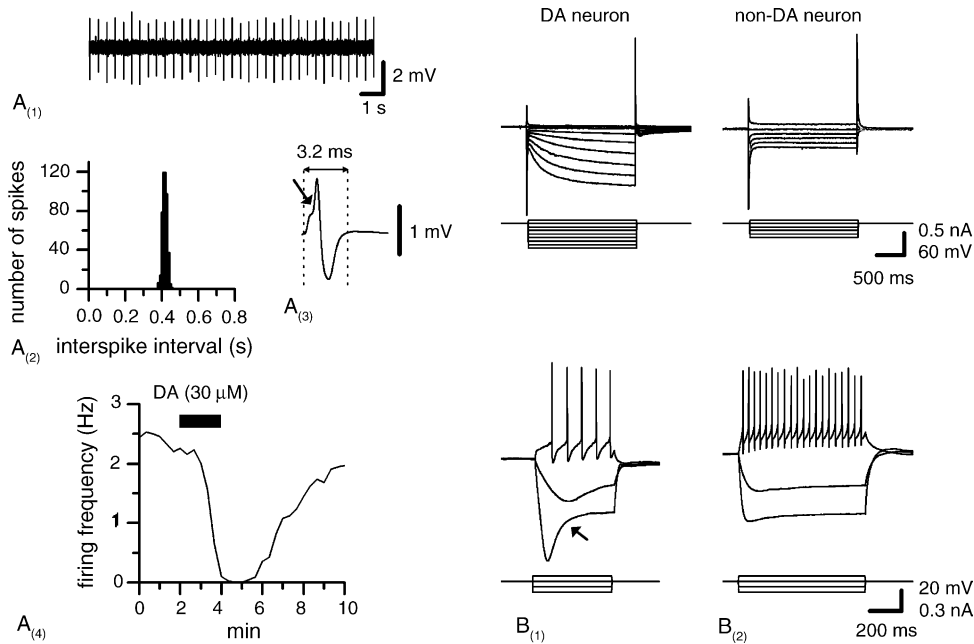 2 mV
1 s
A(1)
number of spikes
120
80
40
0
0.0 0.2 0.4 0.6 0.8
A(2)
interspike interval (s)
3.2 ms
1 mV
A(3)
DA (30 µM)
firing frequency (Hz)
3
2
1
0
0 2 4 6 8 10
min
A(4)
DA neuron
non-DA neuron
0.5 nA
60 mV
500 ms
20 mV
0.3 nA
200 ms
B(1)
B(2)